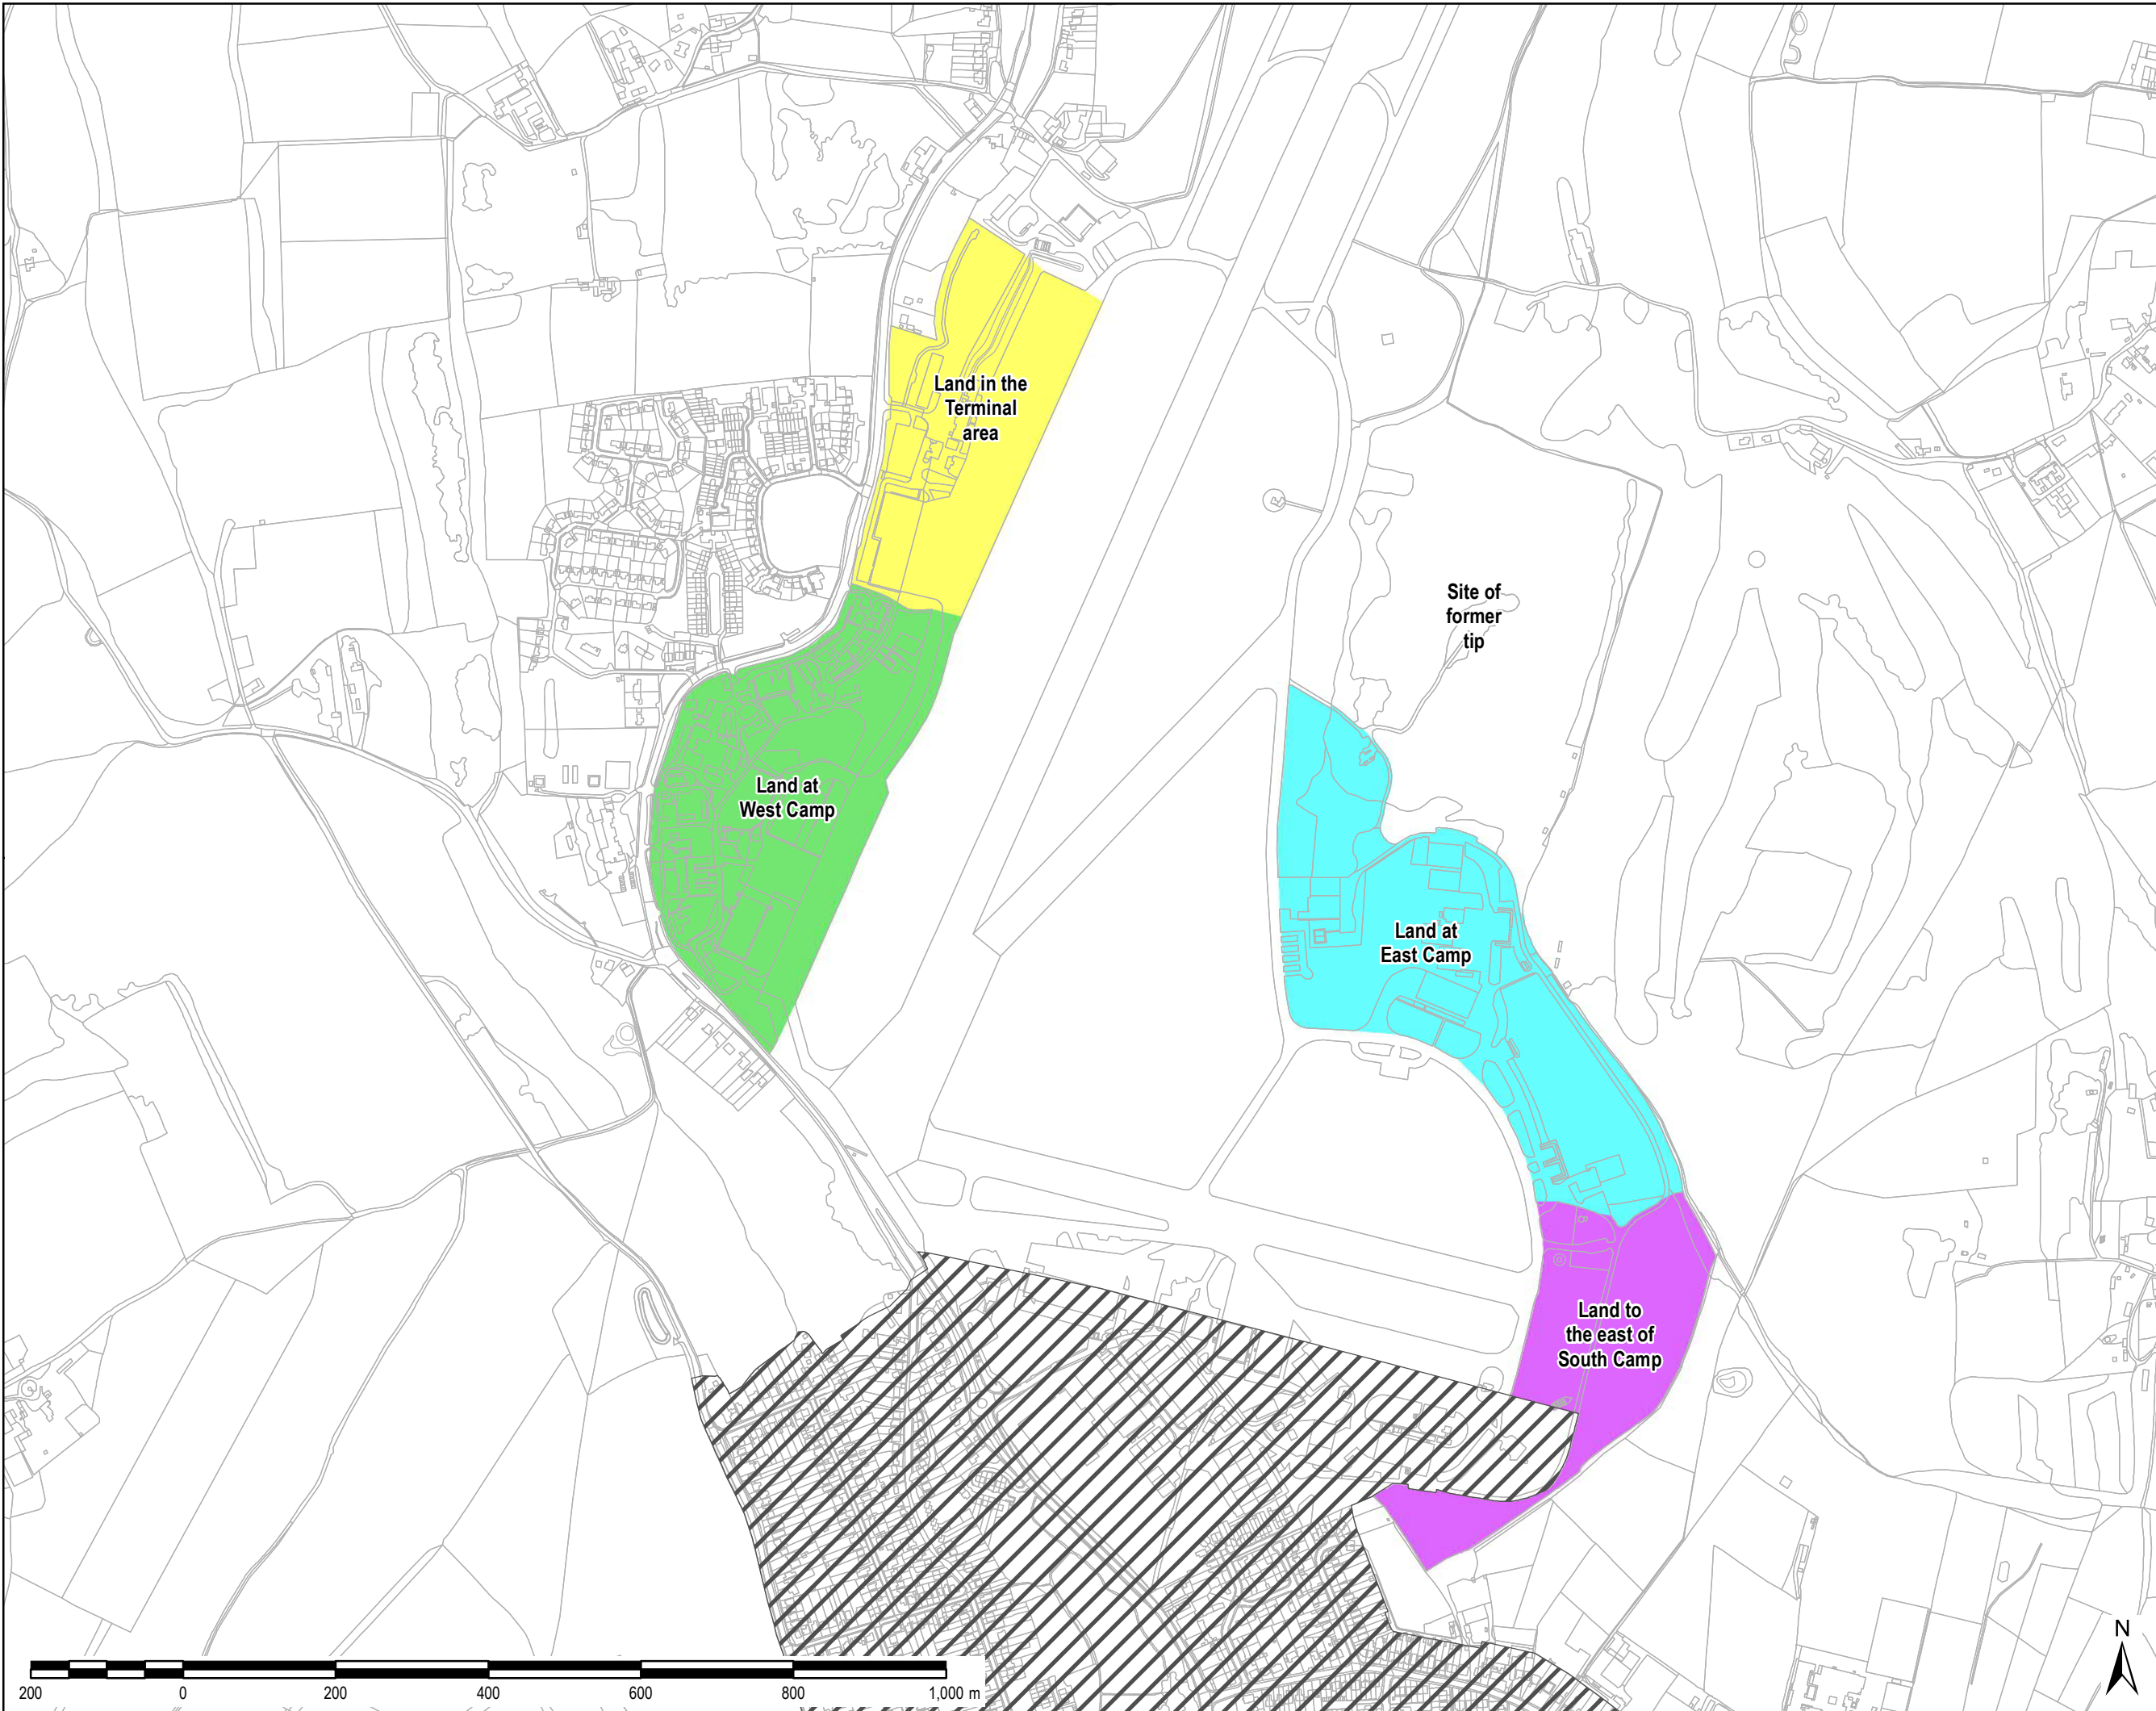 Land in the
Terminal
area
Site of
former
tip
Land at
West Camp
Land at
East Camp
Land to
the east of
South Camp
N
200 0 200 400 600 800 1,000 m